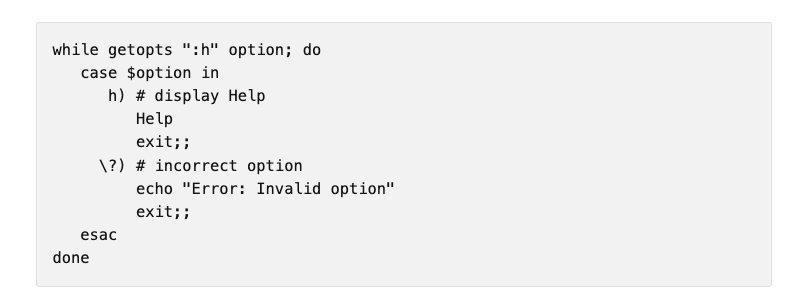 while getopts ":h" option; do
   case $option in
      h) # display Help
         Help
         exit;;
     \?) # incorrect option
         echo "Error: Invalid option"
         exit;;
   esac
done